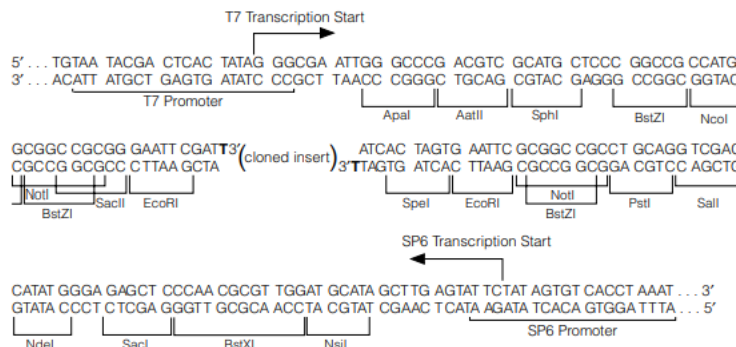 T7 Transcription Start
5′ . . . TGTAA TACGA CTCAC TATAG GGCGA ATTGG GCCCG ACGTC GCATG CTCCC GGCCG CCATG
3′ . . . ACATT ATGCT GAGTG ATATC CCGCT TAACC CGGGC TGCAG CGTAC GAGGG CCGGC GGTAC
T7 Promoter
ApaI AatII SphI BstZI NcoI
GCGGC CGCGG GAATT CGATT3′ (cloned insert) ATCAC TAGTG AATTC GCGGC CGCCT GCAGG TCGAC
CGCCG GCGCC CTTAA GCTA 3′TTAGTG ATCAC TTAAG CGCCG GCGGA CGTCC AGCTG
NotI SacII EcoRI SpeI EcoRI NotI PstI SalI
BstZI BstZI
SP6 Transcription Start
CATAT GGGA GAGCT CCCAA CGCGT TGGAT GCATA GCTTG AGTAT TCTAT AGTGT CACCT AAAT . . . 3′
GTATA CCCT CTCGA GGGTT GCGCA ACCTA CGTAT CGAAC TCATA AGATA TCACA GTGGA TTTA . . . 5′
NdeI SacI BstXI NsiI
SP6 Promoter